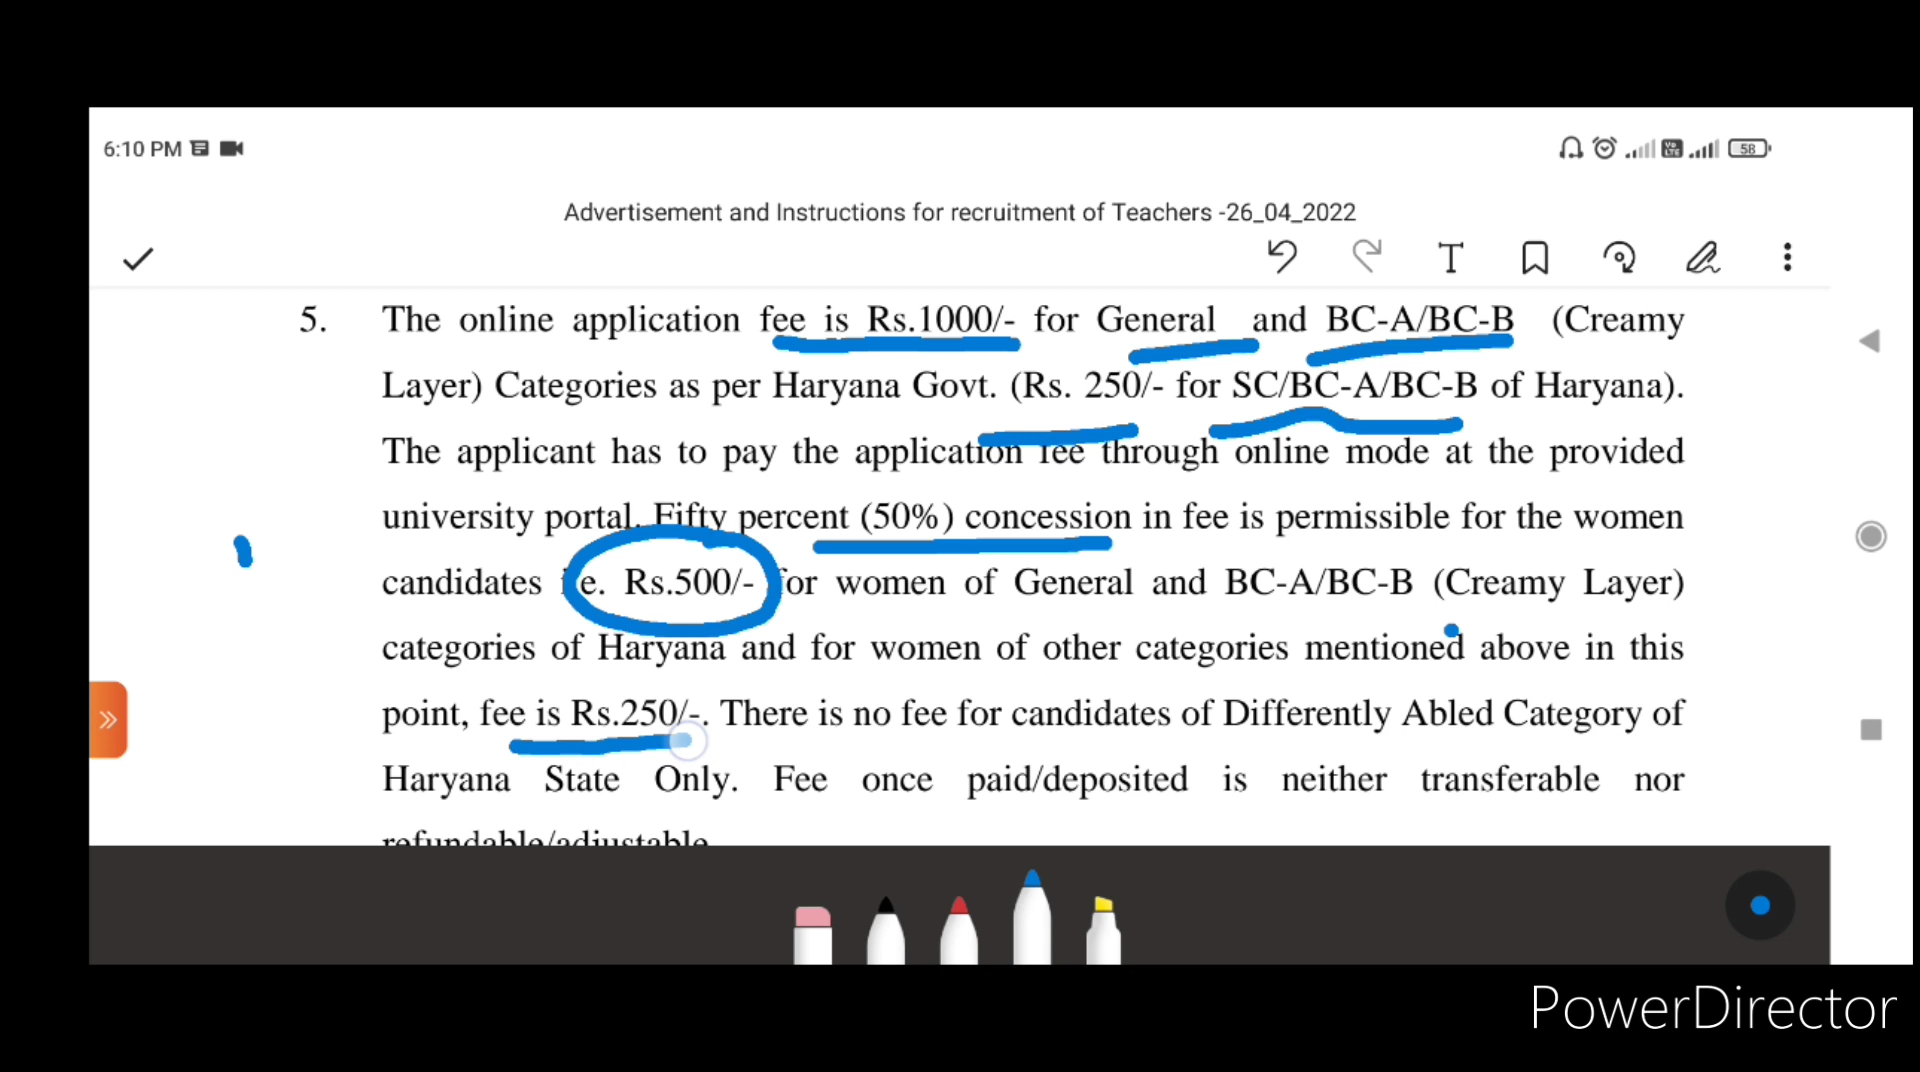 6:10 PM
58
Advertisement and Instructions for recruitment of Teachers -26_04_2022
5. The online application fee is Rs.1000/- for General and BC-A/BC-B (Creamy
Layer) Categories as per Haryana Govt. (Rs. 250/- for SC/BC-A/BC-B of Haryana).
The applicant has to pay the application fee through online mode at the provided
university portal. Fifty percent (50%) concession in fee is permissible for the women
candidates i.e. Rs.500/- for women of General and BC-A/BC-B (Creamy Layer)
categories of Haryana and for women of other categories mentioned above in this
point, fee is Rs.250/-. There is no fee for candidates of Differently Abled Category of
Haryana State Only. Fee once paid/deposited is neither transferable nor
refundable/adjustable.
PowerDirector